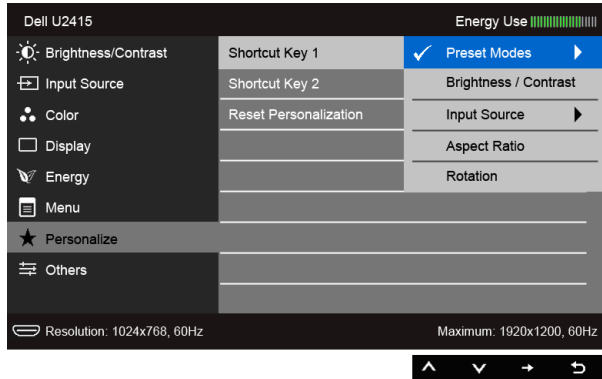 Dell U2415 Energy Use
Brightness/Contrast Shortcut Key 1 Preset Modes
Input Source Shortcut Key 2 Brightness / Contrast
Color Reset Personalization Input Source
Display Aspect Ratio
Energy Rotation
Menu
Personalize
Others
Resolution: 1024x768, 60Hz Maximum: 1920x1200, 60Hz